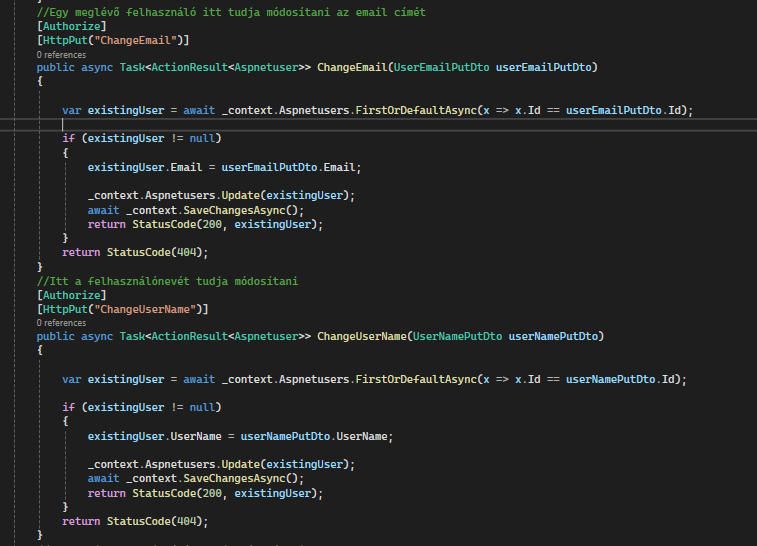 //Egy meglévő felhasználó itt tudja módosítani az email címét
[Authorize]
[HttpPut("ChangeEmail")]
0 references
public async Task<ActionResult<Aspnetuser>> ChangeEmail(UserEmailPutDto userEmailPutDto)
{
var existingUser = await _context.Aspnetusers.FirstOrDefaultAsync(x => x.Id == userEmailPutDto.Id);
if (existingUser != null)
{
existingUser.Email = userEmailPutDto.Email;
_context.Aspnetusers.Update(existingUser);
await _context.SaveChangesAsync();
return StatusCode(200, existingUser);
}
return StatusCode(404);
}
//Itt a felhasználónevét tudja módosítani
[Authorize]
[HttpPut("ChangeUserName")]
0 references
public async Task<ActionResult<Aspnetuser>> ChangeUserName(UserNamePutDto userNamePutDto)
{
var existingUser = await _context.Aspnetusers.FirstOrDefaultAsync(x => x.Id == userNamePutDto.Id);
if (existingUser != null)
{
existingUser.UserName = userNamePutDto.UserName;
_context.Aspnetusers.Update(existingUser);
await _context.SaveChangesAsync();
return StatusCode(200, existingUser);
}
return StatusCode(404);
}